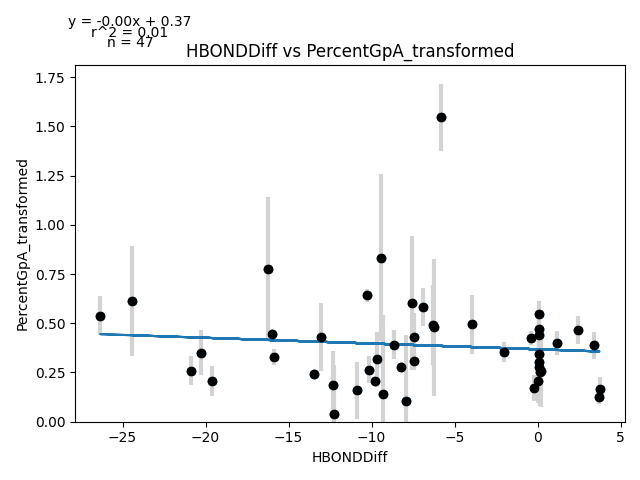 y = -0.00x + 0.37
r^2 = 0.01
n = 47
HBONDDiff vs PercentGpA_transformed
PercentGpA_transformed
1.75
1.50
1.25
1.00
0.75
0.50
0.25
0.00
−25 −20 −15 −10 −5 0 5
HBONDDiff